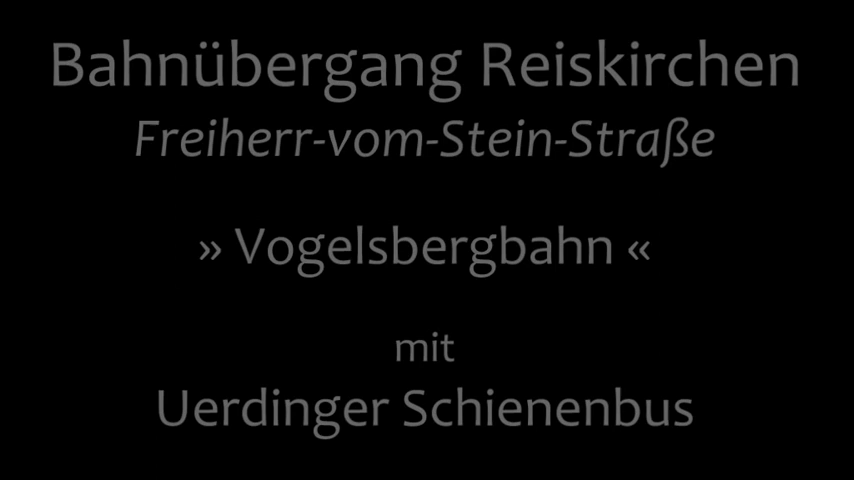 Bahnübergang Reiskirchen
Freiherr-vom-Stein-Straße
» Vogelsbergbahn «
mit
Uerdinger Schienenbus